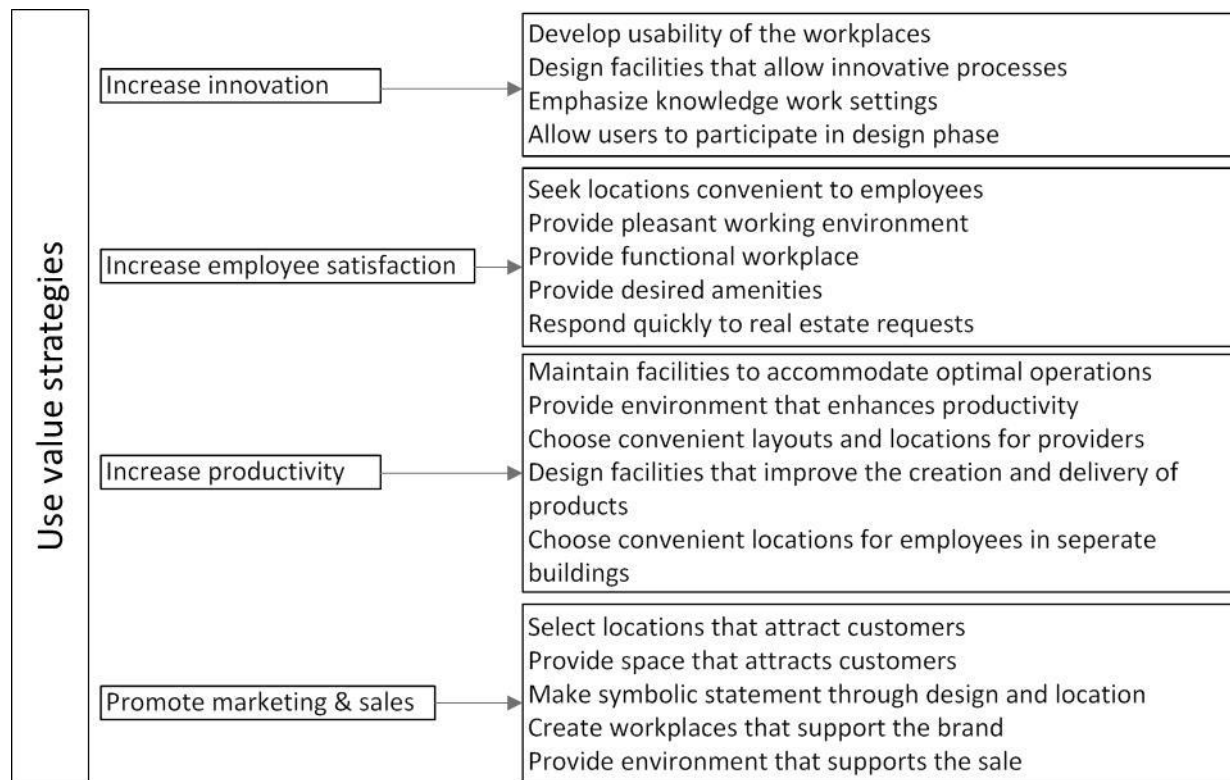 Use value strategies
Increase innovation
Develop usability of the workplaces
Design facilities that allow innovative processes
Emphasize knowledge work settings
Allow users to participate in design phase
Increase employee satisfaction
Seek locations convenient to employees
Provide pleasant working environment
Provide functional workplace
Provide desired amenities
Respond quickly to real estate requests
Increase productivity
Maintain facilities to accommodate optimal operations
Provide environment that enhances productivity
Choose convenient layouts and locations for providers
Design facilities that improve the creation and delivery of
products
Choose convenient locations for employees in seperate
buildings
Promote marketing & sales
Select locations that attract customers
Provide space that attracts customers
Make symbolic statement through design and location
Create workplaces that support the brand
Provide environment that supports the sale